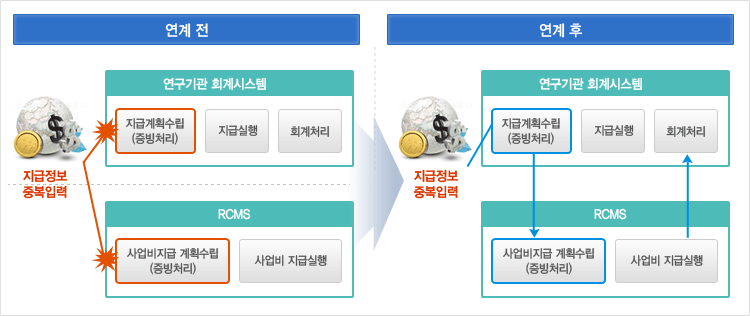 연계 전
연구기관 회계시스템
지급계획수립
(증빙처리)
지급실행
회계처리
지급정보
중복입력
RCMS
사업비지급 계획수립
(증빙처리)
사업비 지급실행
연계 후
연구기관 회계시스템
지급계획수립
(증빙처리)
지급실행
회계처리
지급정보
중복입력
RCMS
사업비지급 계획수립
(증빙처리)
사업비 지급실행